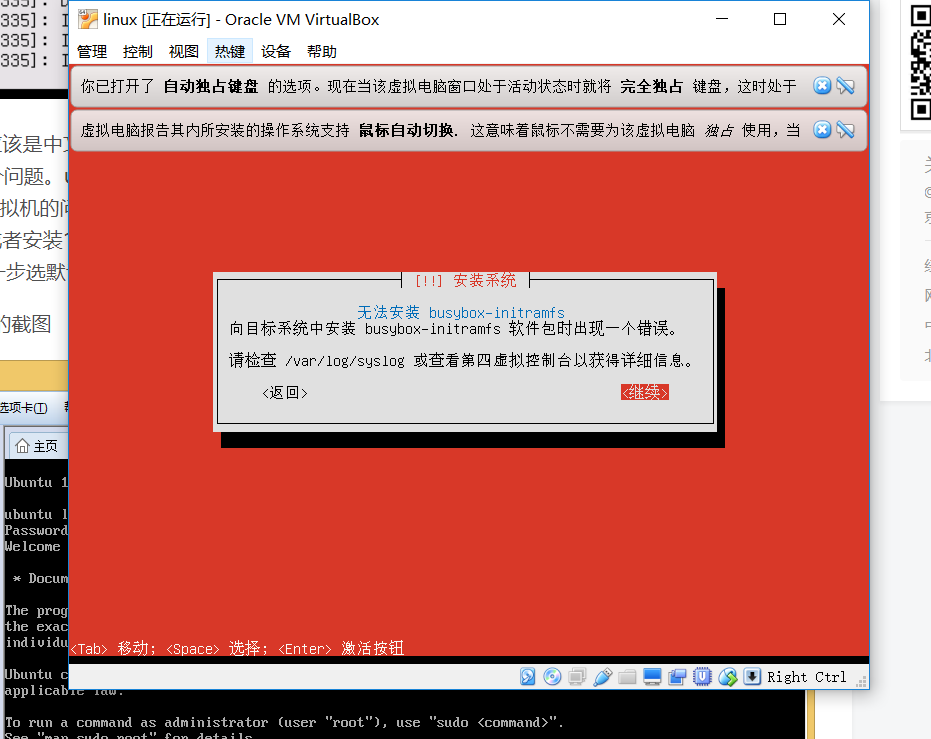 335]: I
335]: I
335]: I
linux [正在运行] - Oracle VM VirtualBox
管理 控制 视图 热键 设备 帮助
你已打开了 自动独占键盘 的选项。现在当该虚拟电脑窗口处于活动状态时就将 完全独占 键盘，这时处于
虚拟电脑报告其内所安装的操作系统支持 鼠标自动切换. 这意味着鼠标不需要为该虚拟电脑 独占 使用，当
应该是中文
个问题。u
拟机的问
或者安装
一步选默
的截图
[!!] 安装系统
无法安装 busybox-initramfs
向目标系统中安装 busybox-initramfs 软件包时出现一个错误。
请检查 /var/log/syslog 或查看第四虚拟控制台以获得详细信息。
<返回> <继续>
选项卡(T)
主页
Ubuntu 1
ubuntu l
Password
Welcome
* Docum
The prog
the exac
individu
<Tab> 移动; <Space> 选择; <Enter> 激活按钮
Ubuntu c
Right Ctrl
applicable law.
To run a command as administrator (user "root"), use "sudo <command>".
See "man sudo_root" for details.